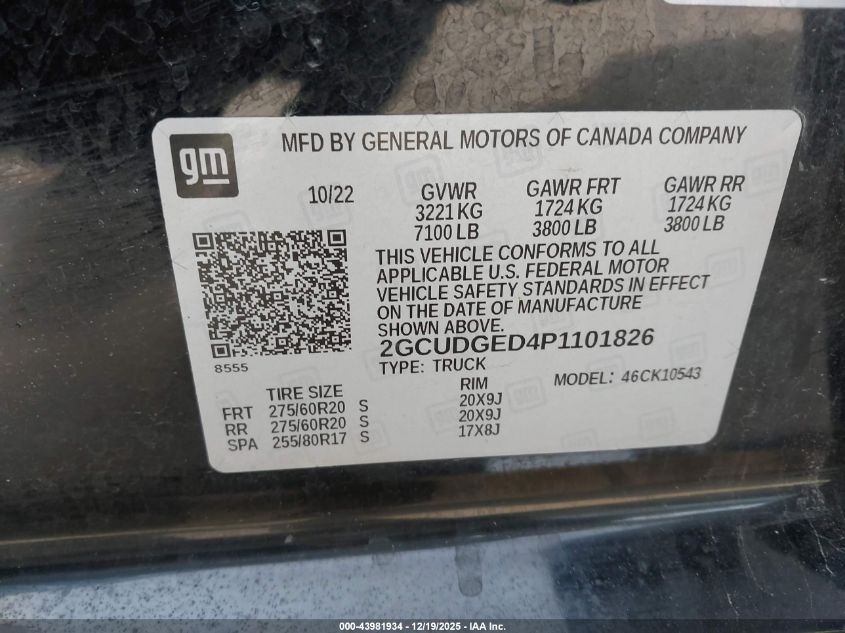 gm
MFD BY GENERAL MOTORS OF CANADA COMPANY
10/22 GVWR GAWR FRT GAWR RR
3221 KG 1724 KG 1724 KG
7100 LB 3800 LB 3800 LB
THIS VEHICLE CONFORMS TO ALL
APPLICABLE U.S. FEDERAL MOTOR
VEHICLE SAFETY STANDARDS IN EFFECT
ON THE DATE OF MANUFACTURE
SHOWN ABOVE.
8555
2GCUDGED4P1101826
TYPE: TRUCK MODEL: 46CK10543
TIRE SIZE RIM
FRT 275/60R20 S 20X9J
RR 275/60R20 S 20X9J
SPA 255/80R17 S 17X8J
000-43981934 - 12/19/2025 - IAA Inc.